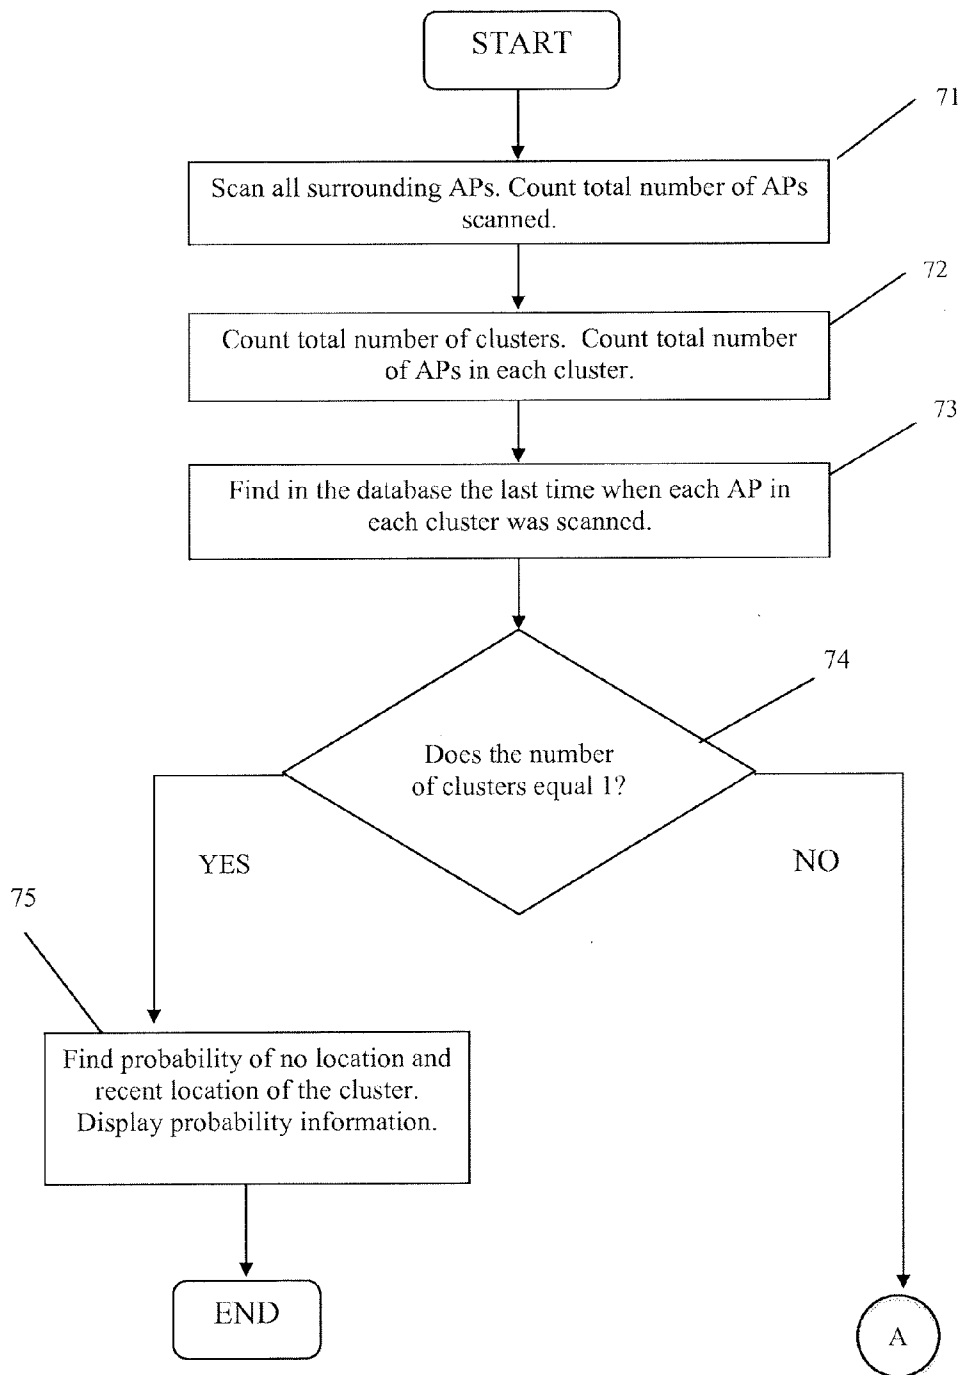 START
71
Scan all surrounding APs. Count total number of APs
scanned.
72
Count total number of clusters. Count total number
of APs in each cluster.
73
Find in the database the last time when each AP in
each cluster was scanned.
74
Does the number
of clusters equal 1?
YES
NO
75
Find probability of no location and
recent location of the cluster.
Display probability information.
END
A